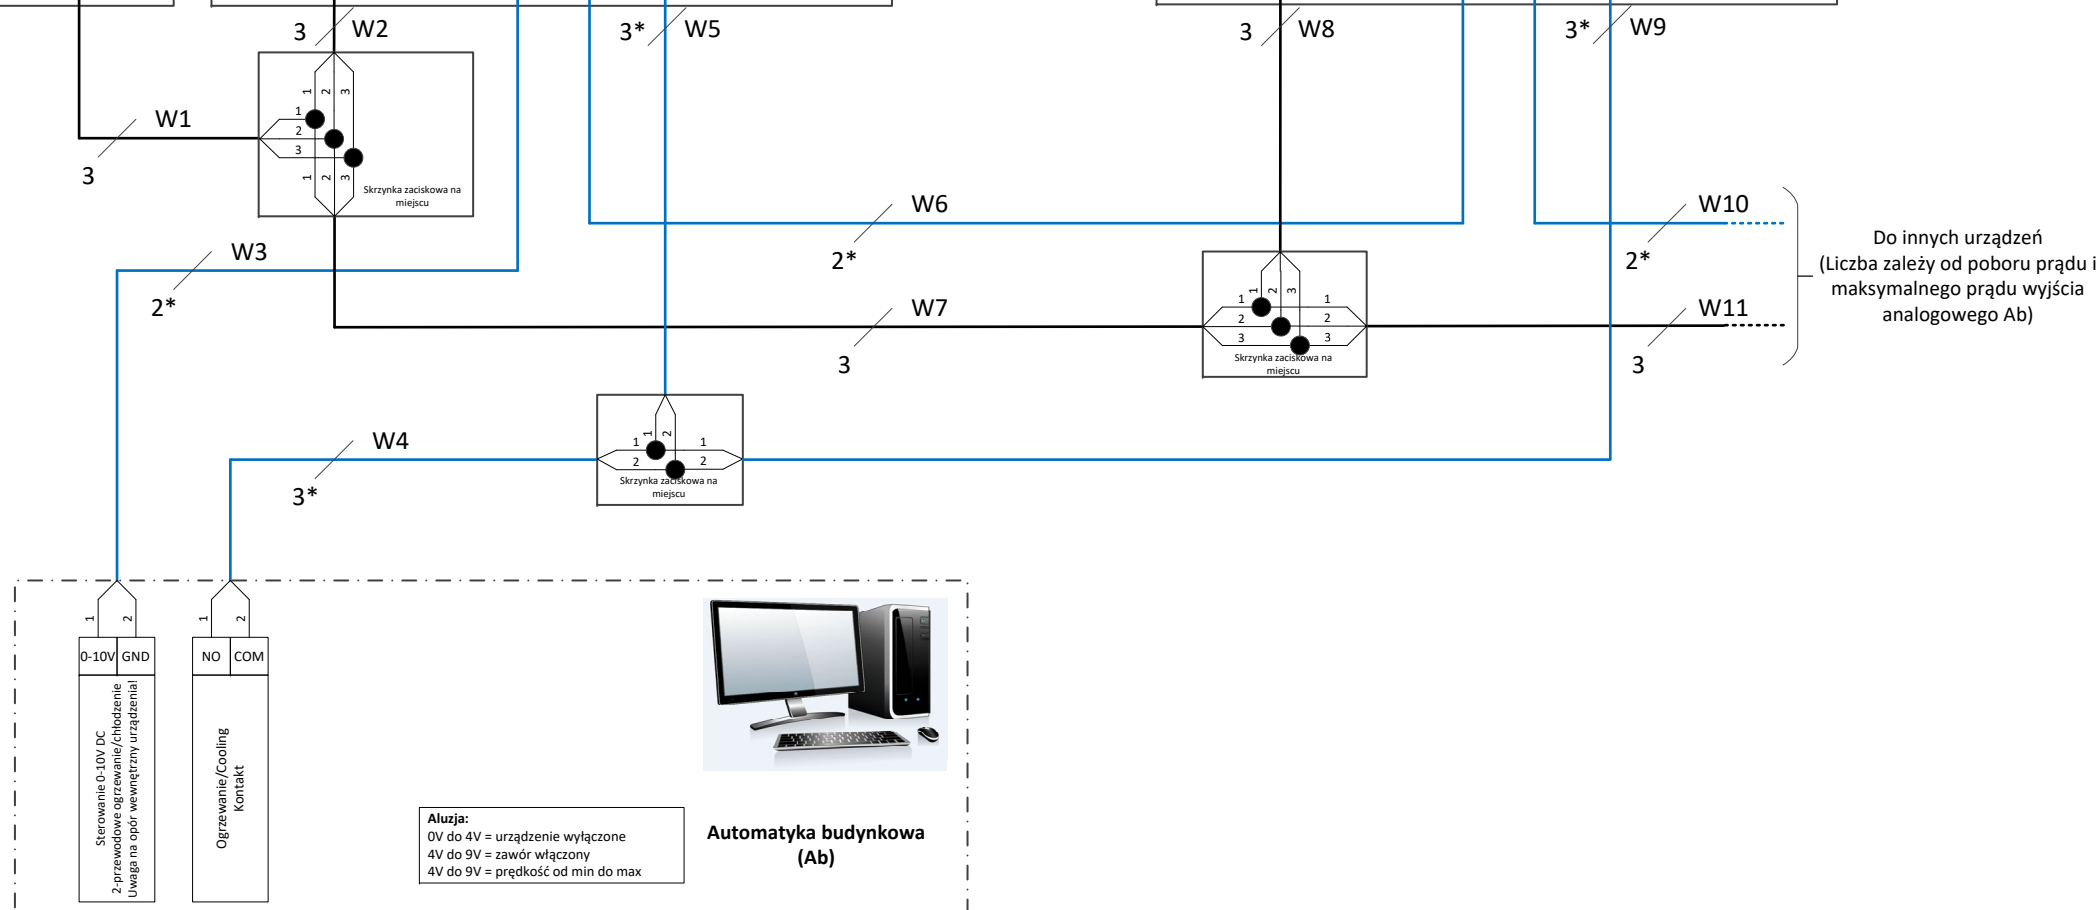 3 W2
3* W5
3 W8
3* W9
1 2 3
W1
3
1
2
3
1 2 3
Skrzynka zaciskowa na
miejscu
W3
2*
W6
2*
W10
2*
Do innych urządzeń
(Liczba zależy od poboru prądu i
maksymalnego prądu wyjścia
analogowego Ab)
W7
3
1 2 3
1 1
2 2
3 3
Skrzynka zaciskowa na
miejscu
W11
3
W4
3*
1 2
1 1
2 2
Skrzynka zaciskowa na
miejscu
1 2
1 2
0-10V GND
NO COM
Sterowanie 0-10V DC
2-przewodowe ogrzewanie/chłodzenie
Uwaga na opór wewnętrzny urządzenia!
Ogrzewanie/Cooling
Kontakt
Aluzja:
0V do 4V = urządzenie wyłączone
4V do 9V = zawór włączony
4V do 9V = prędkość od min do max
Automatyka budynkowa
(Ab)